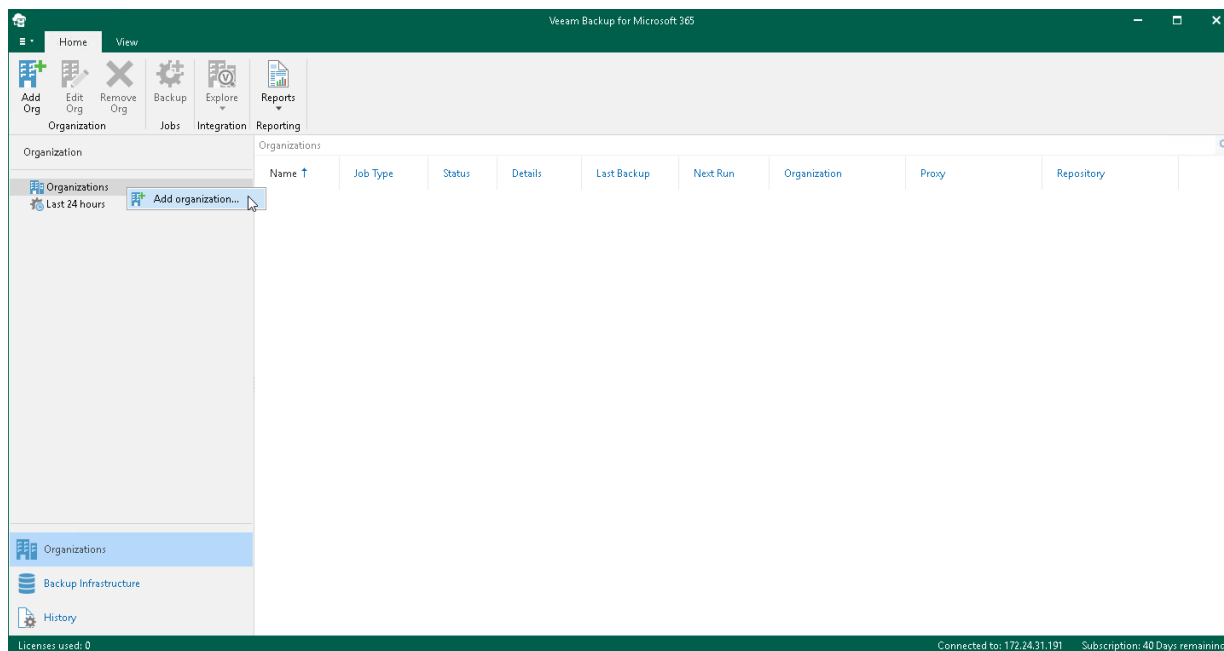 Veeam Backup for Microsoft 365
Home View
Add Org Edit Org Remove Org Backup Explore Reports
Organization Jobs Integration Reporting
Organization
Organizations
Name Job Type Status Details Last Backup Next Run Organization Proxy Repository
Organizations
Add organization...
Last 24 hours
Organizations
Backup Infrastructure
History
Licenses used: 0 Connected to: 172.24.31.191 Subscription: 40 Days remaining